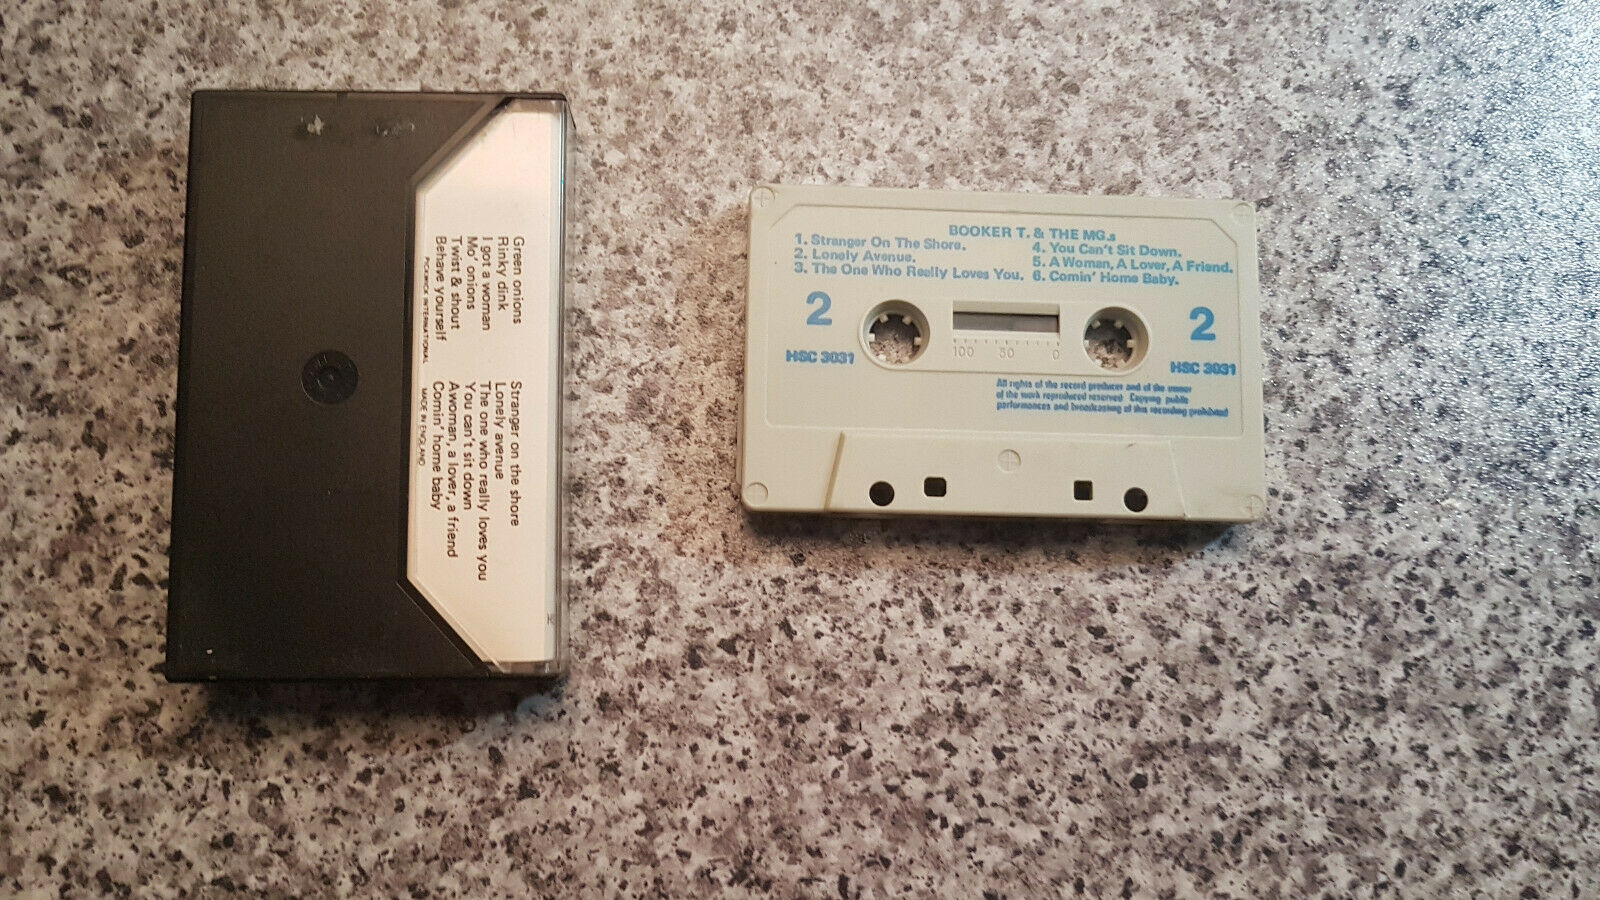 Green onions
Rinky dink
I got a woman
Mo' onions
Twist & shout
Behave yourself
PICKWICK INTERNATIONAL
Stranger on the shore
Lonely avenue
The one who really loves you
You can't sit down
A woman, a lover, a friend
Comin' home baby
MADE IN ENGLAND
BOOKER T. & THE MG.s
1. Stranger On The Shore.
2. Lonely Avenue.
3. The One Who Really Loves You.
4. You Can't Sit Down.
5. A Woman, A Lover, A Friend.
6. Comin' Home Baby.
2
2
HSC 3031
HSC 3031
100 50 0
All rights of the record producer and of the owner
of the work reproduced reserved Copying public
performances and broadcasting of this recording prohibited